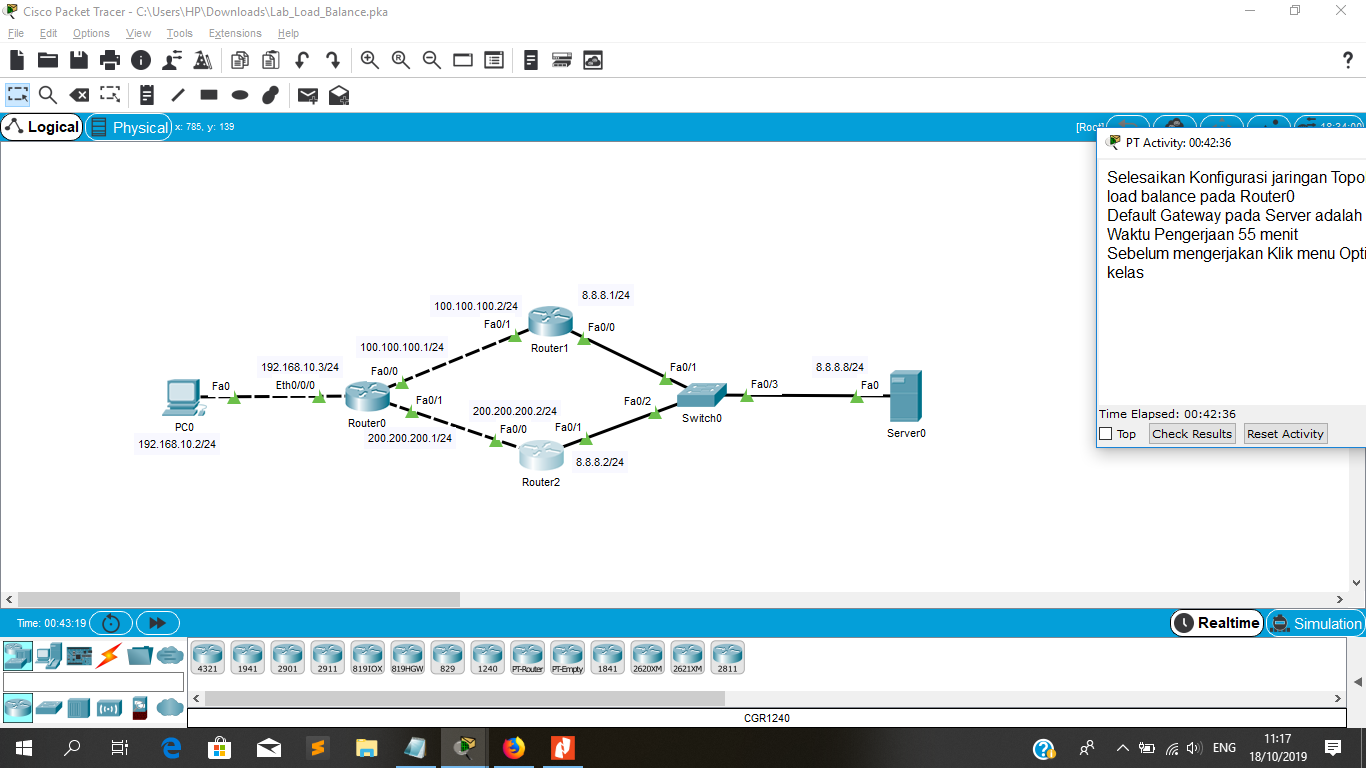 Cisco Packet Tracer - C:\Users\HP\Downloads\Lab_Load_Balance.pka
File Edit Options View Tools Extensions Help
?
Logical
Physical
x: 785, y: 139
[Root
18:34:00
PT Activity: 00:42:36
Selesaikan Konfigurasi jaringan Topo
load balance pada Router0
Default Gateway pada Server adalah
Waktu Pengerjaan 55 menit
Sebelum mengerjakan Klik menu Opti
kelas
Time Elapsed: 00:42:36
Top
Check Results
Reset Activity
8.8.8.1/24
100.100.100.2/24
Fa0/1
Fa0/0
Router1
100.100.100.1/24
192.168.10.3/24
Fa0/0
Fa0/1
8.8.8.8/24
Fa0
Eth0/0/0
Fa0/1
Fa0/2
Fa0/3
Fa0
PC0
192.168.10.2/24
Router0
200.200.200.1/24
200.200.200.2/24
Fa0/0
Fa0/1
Switch0
Server0
8.8.8.2/24
Router2
Time: 00:43:19
Realtime
Simulation
4321
1941
2901
2911
819IOX
819HGW
829
1240
PT-Router
PT-Empty
1841
2620XM
2621XM
2811
CGR1240
ENG
11:17
18/10/2019